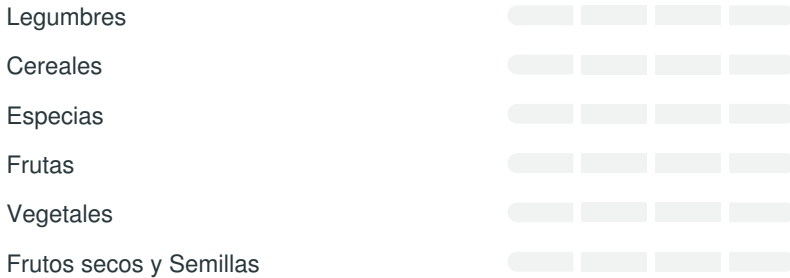 Legumbres
Cereales
Especias
Frutas
Vegetales
Frutos secos y Semillas